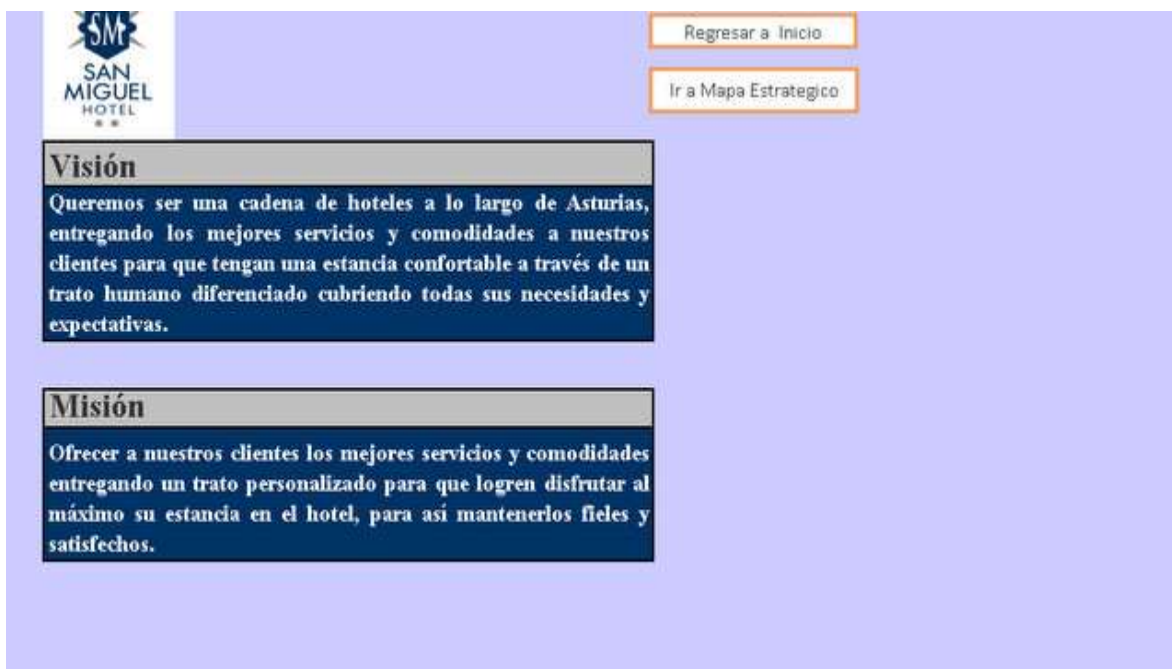 SM
SAN
MIGUEL
HOTEL
Regresar a Inicio
Ir a Mapa Estrategico
Visión
Queremos ser una cadena de hoteles a lo largo de Asturias,
entregando los mejores servicios y comodidades a nuestros
clientes para que tengan una estancia confortable a través de un
trato humano diferenciado cubriendo todas sus necesidades y
expectativas.
Misión
Ofrecer a nuestros clientes los mejores servicios y comodidades
entregando un trato personalizado para que logren disfrutar al
máximo su estancia en el hotel, para así mantenerlos fieles y
satisfechos.